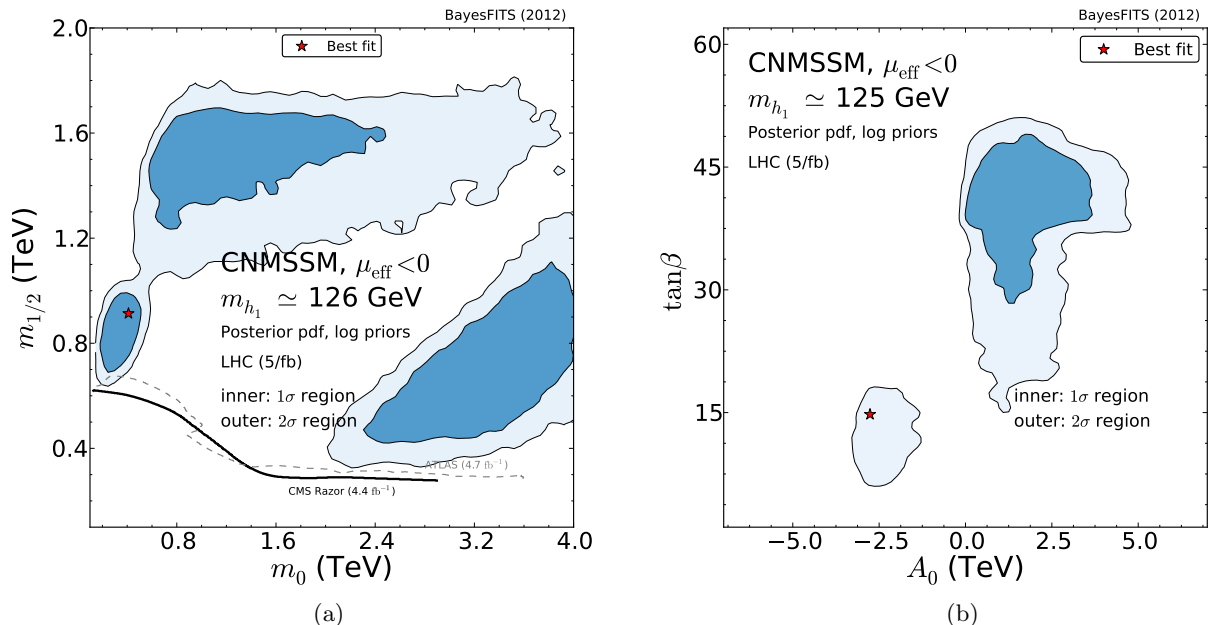 BayesFITS (2012)
Best fit
2.0
1.6
1.2
0.8
0.4
m₁/₂ (TeV)
CNMSSM, μeff<0
mh₁ ≃ 126 GeV
Posterior pdf, log priors
LHC (5/fb)
inner: 1σ region
outer: 2σ region
ATLAS (4.7 fb⁻¹)
CMS Razor (4.4 fb⁻¹)
0.8 1.6 2.4 3.2 4.0
m₀ (TeV)
(a)
BayesFITS (2012)
Best fit
60
45
30
15
tanβ
CNMSSM, μeff<0
mh₁ ≃ 125 GeV
Posterior pdf, log priors
LHC (5/fb)
inner: 1σ region
outer: 2σ region
−5.0 −2.5 0.0 2.5 5.0
A₀ (TeV)
(b)